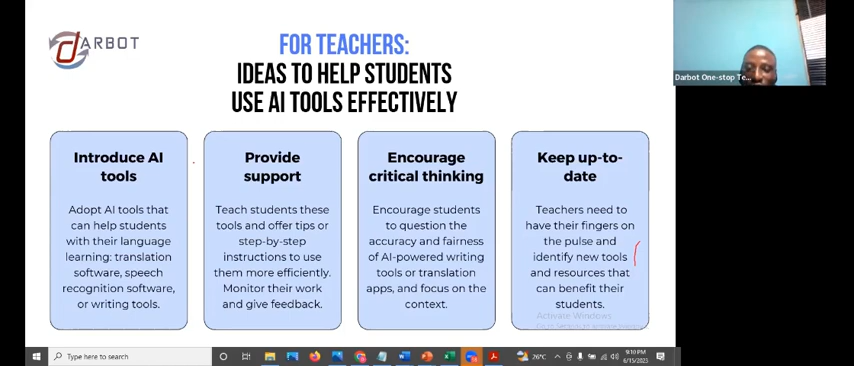 dARBOT
FOR TEACHERS:
IDEAS TO HELP STUDENTS
USE AI TOOLS EFFECTIVELY
Introduce AI
tools
Adopt AI tools that
can help students
with their language
learning: translation
software, speech
recognition software,
or writing tools.
Provide
support
Teach students these
tools and offer tips or
step-by-step
instructions to use
them more efficiently.
Monitor their work
and give feedback.
Encourage
critical thinking
Encourage students
to question the
accuracy and fairness
of AI-powered writing
tools or translation
apps, and focus on the
context.
Keep up-to-
date
Teachers need to
have their fingers on
the pulse and
identify new tools
and resources that
can benefit their
students.
Activate Windows
Darbot One-stop Te...
Type here to search
26°C
9:10 PM
6/15/2023